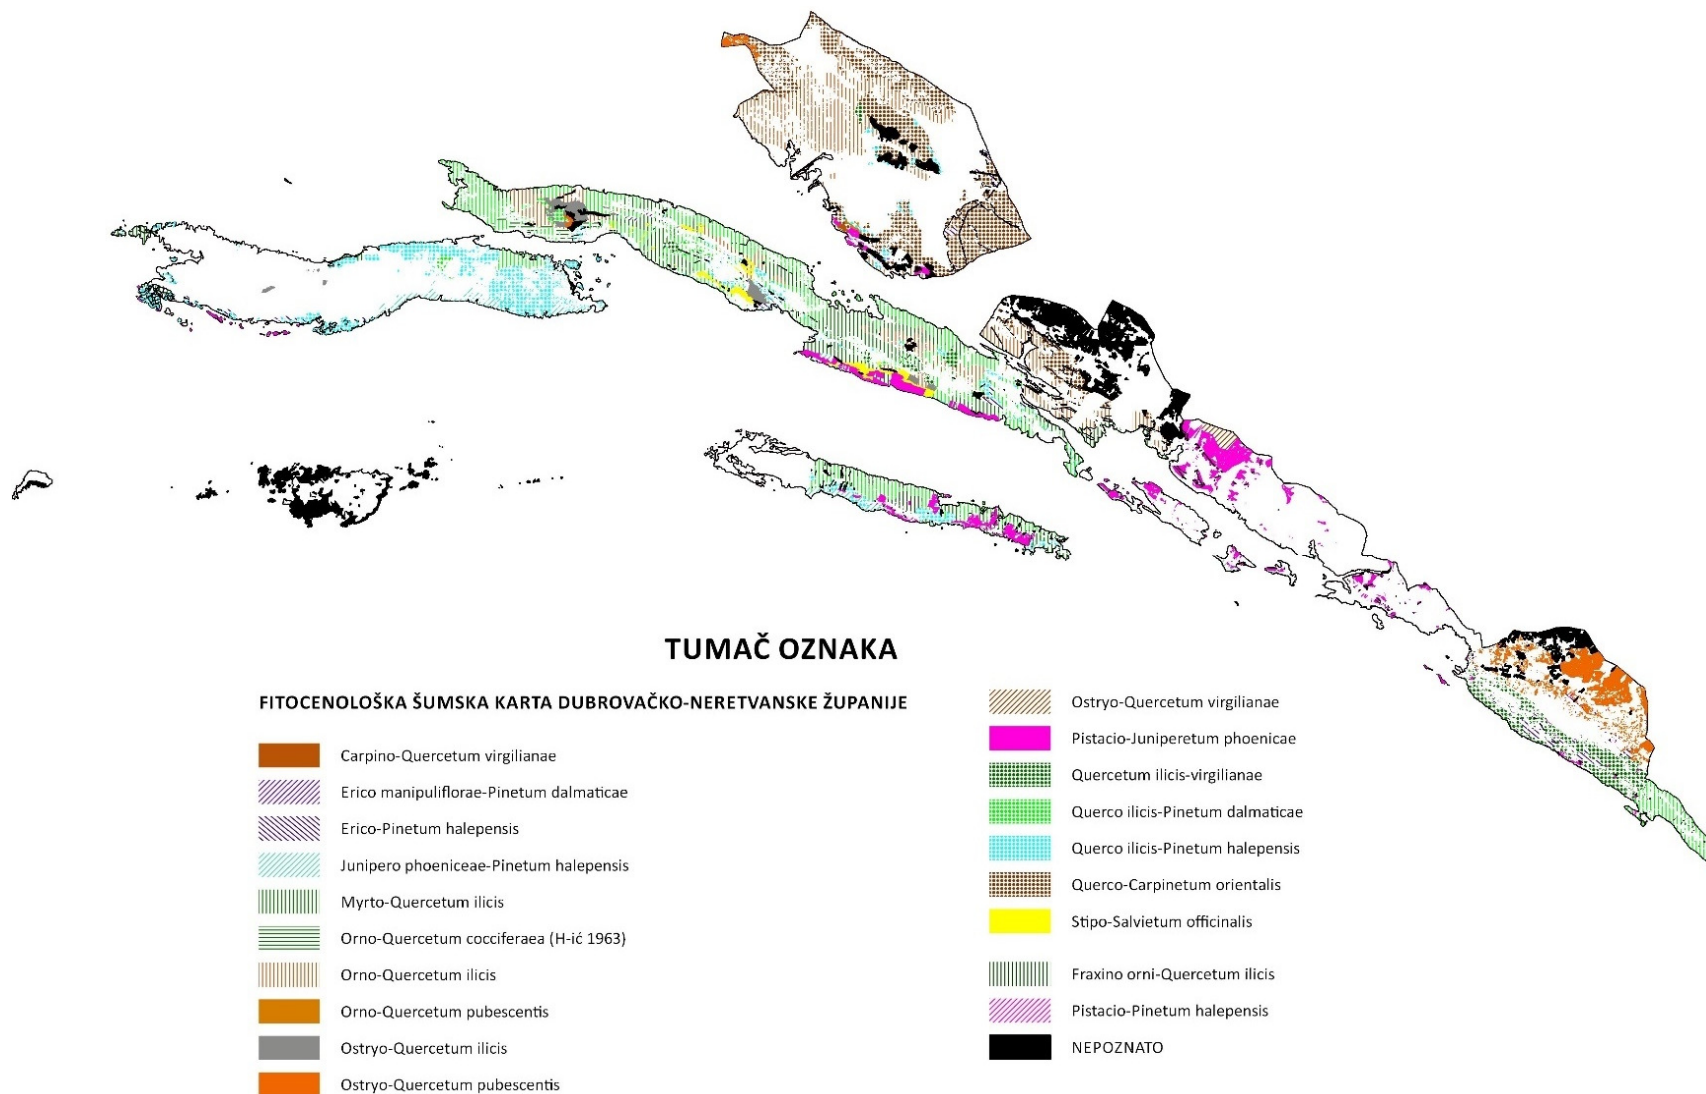 TUMAČ OZNAKA
FITOCENOLOŠKA ŠUMSKA KARTA DUBROVAČKO-NERETVANSKE ŽUPANIJE
Carpino-Quercetum virgilianae
Erico manipuliflorae-Pinetum dalmaticae
Erico-Pinetum halepensis
Junipero phoeniceae-Pinetum halepensis
Myrto-Quercetum ilicis
Orno-Quercetum cocciferaea (H-ić 1963)
Orno-Quercetum ilicis
Orno-Quercetum pubescentis
Ostryo-Quercetum ilicis
Ostryo-Quercetum pubescentis
Ostryo-Quercetum virgilianae
Pistacio-Juniperetum phoenicae
Quercetum ilicis-virgilianae
Querco ilicis-Pinetum dalmaticae
Querco ilicis-Pinetum halepensis
Querco-Carpinetum orientalis
Stipo-Salvietum officinalis
Fraxino orni-Quercetum ilicis
Pistacio-Pinetum halepensis
NEPOZNATO